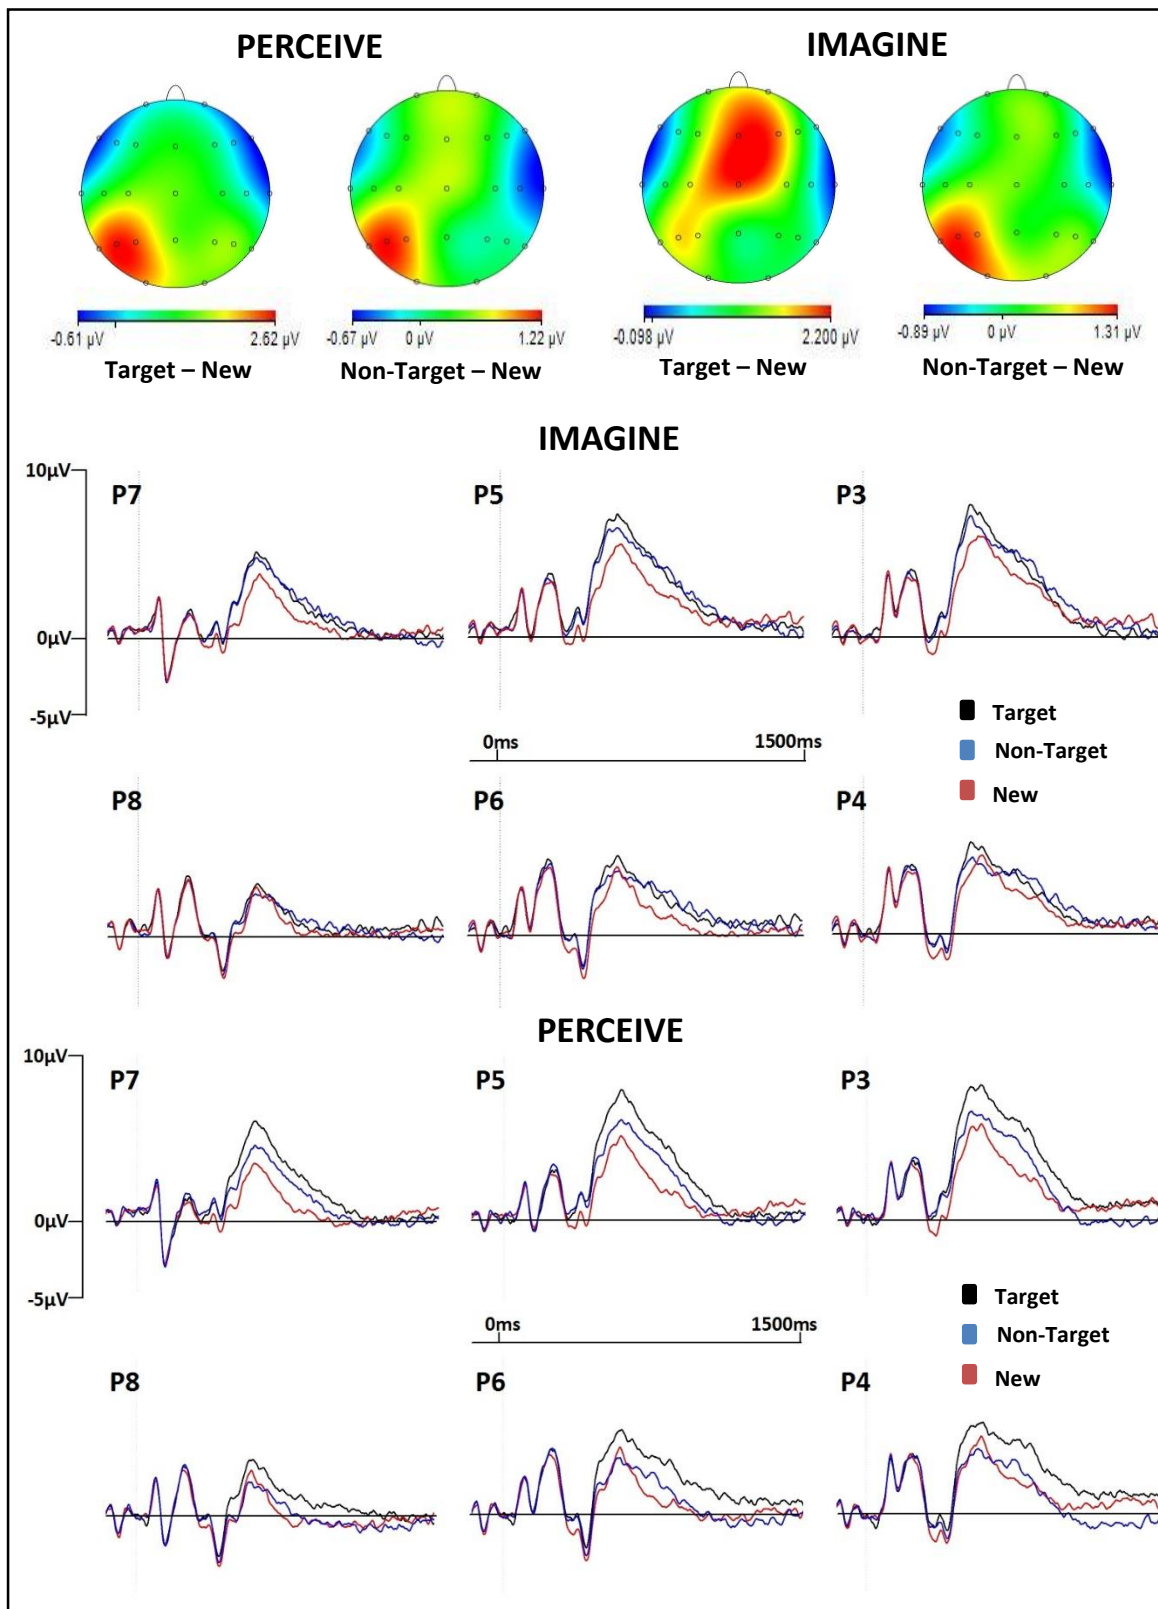 PERCEIVE IMAGINE
-0.61 µV 2.62 µV -0.67 µV 0 µV 1.22 µV -0.098 µV 2.200 µV -0.89 µV 0 µV 1.31 µV
Target – New Non-Target – New Target – New Non-Target – New
IMAGINE
10µV
P7 P5 P3
0µV
-5µV
Target
0ms 1500ms
Non-Target
New
P8 P6 P4
PERCEIVE
10µV
P7 P5 P3
0µV
-5µV
Target
0ms 1500ms
Non-Target
New
P8 P6 P4